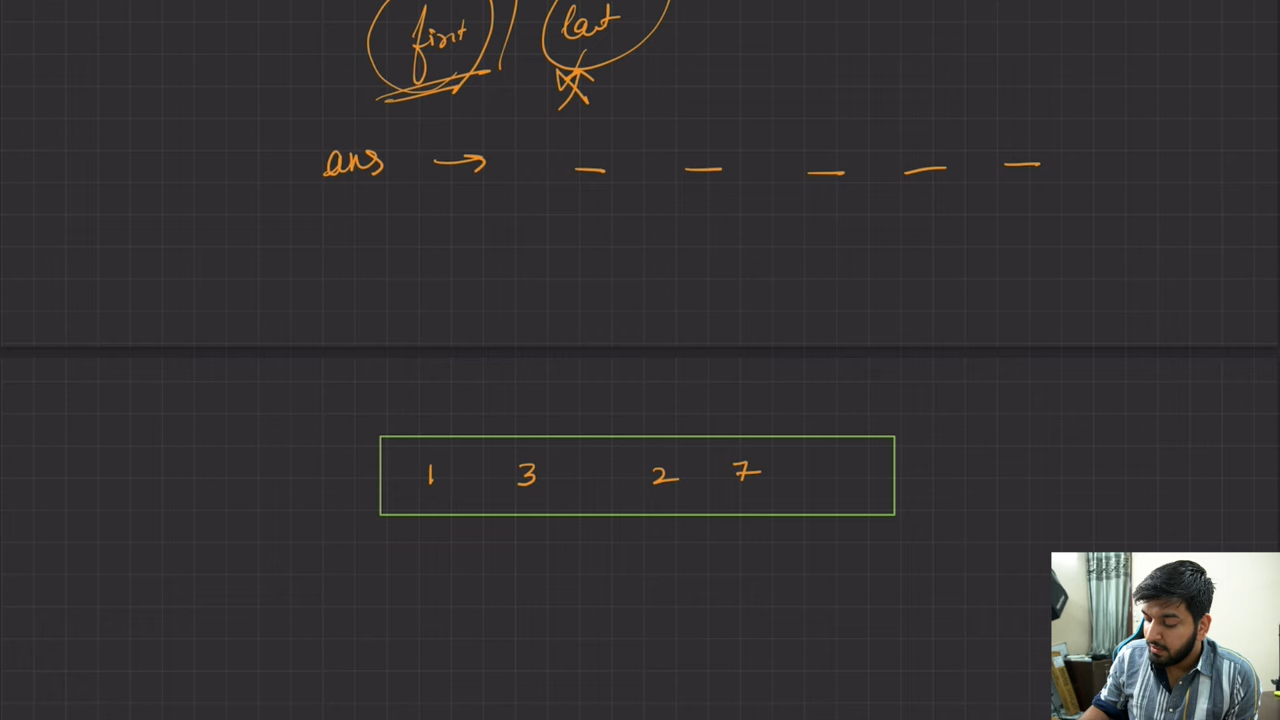 first last
ans → _ _ _ _ _
1 3 2 7